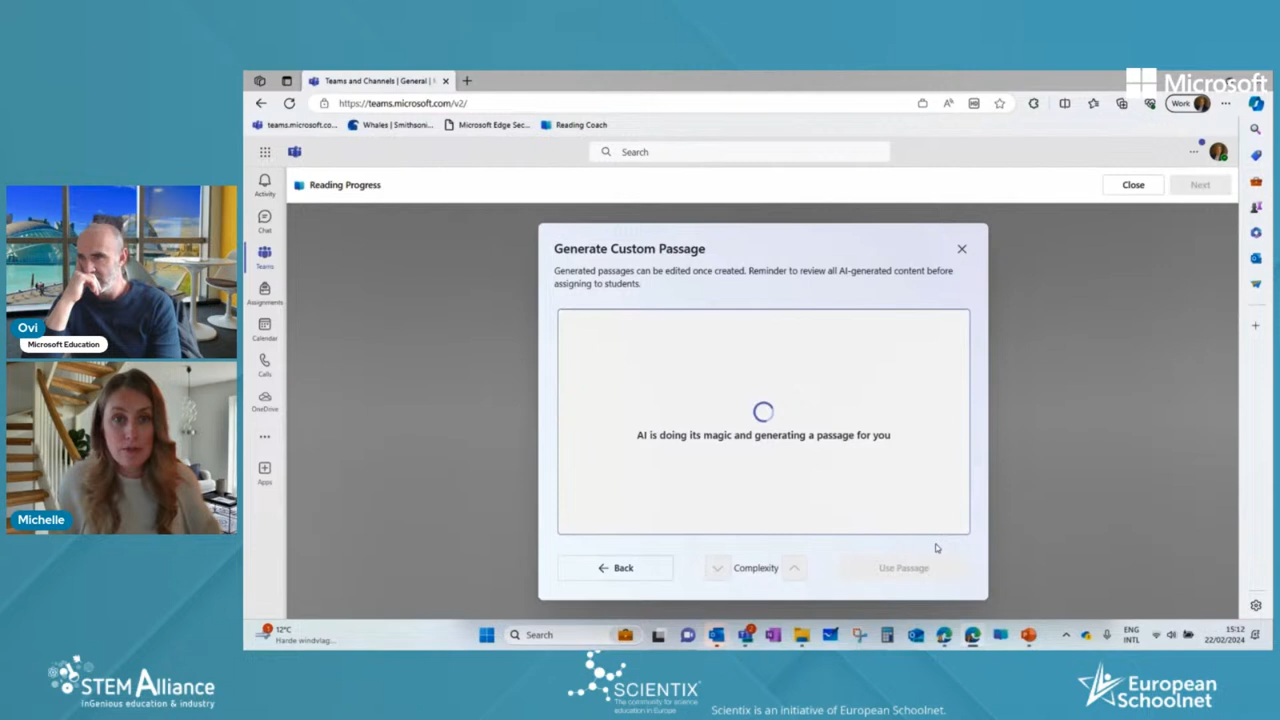 Microsoft
Teams and Channels | General |
https://teams.microsoft.com/v2/
Work
teams.microsoft.co...
Whales | Smithsoni...
Microsoft Edge Sec...
Reading Coach
Search
Activity
Chat
Teams
Assignments
Calendar
Calls
OneDrive
Apps
Reading Progress
Close
Next
Generate Custom Passage
Generated passages can be edited once created. Reminder to review all AI-generated content before
assigning to students.
AI is doing its magic and generating a passage for you
Back
Complexity
Use Passage
Ovi
Microsoft Education
Michelle
1
12°C
Harde windvlag...
Search
2
ENG
INTL
15:12
22/02/2024
STEM Alliance
inGenious education & industry
SCIENTIX
The community for science
education in Europe
Scientix is an initiative of European Schoolnet.
European
Schoolnet